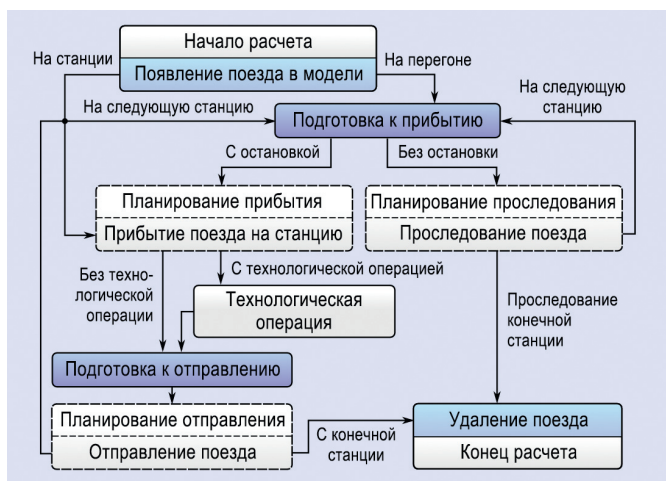 Начало расчета
На станции
Появление поезда в модели
На перегоне
На следующую станцию
На следующую
станцию
Подготовка к прибытию
С остановкой
Без остановки
Планирование прибытия
Прибытие поезда на станцию
Планирование проследования
Проследование поезда
Без техно-
логической
операции
С технологической операцией
Технологическая
операция
Проследование
конечной
станции
Подготовка к отправлению
Планирование отправления
Отправление поезда
С конечной
станции
Удаление поезда
Конец расчета